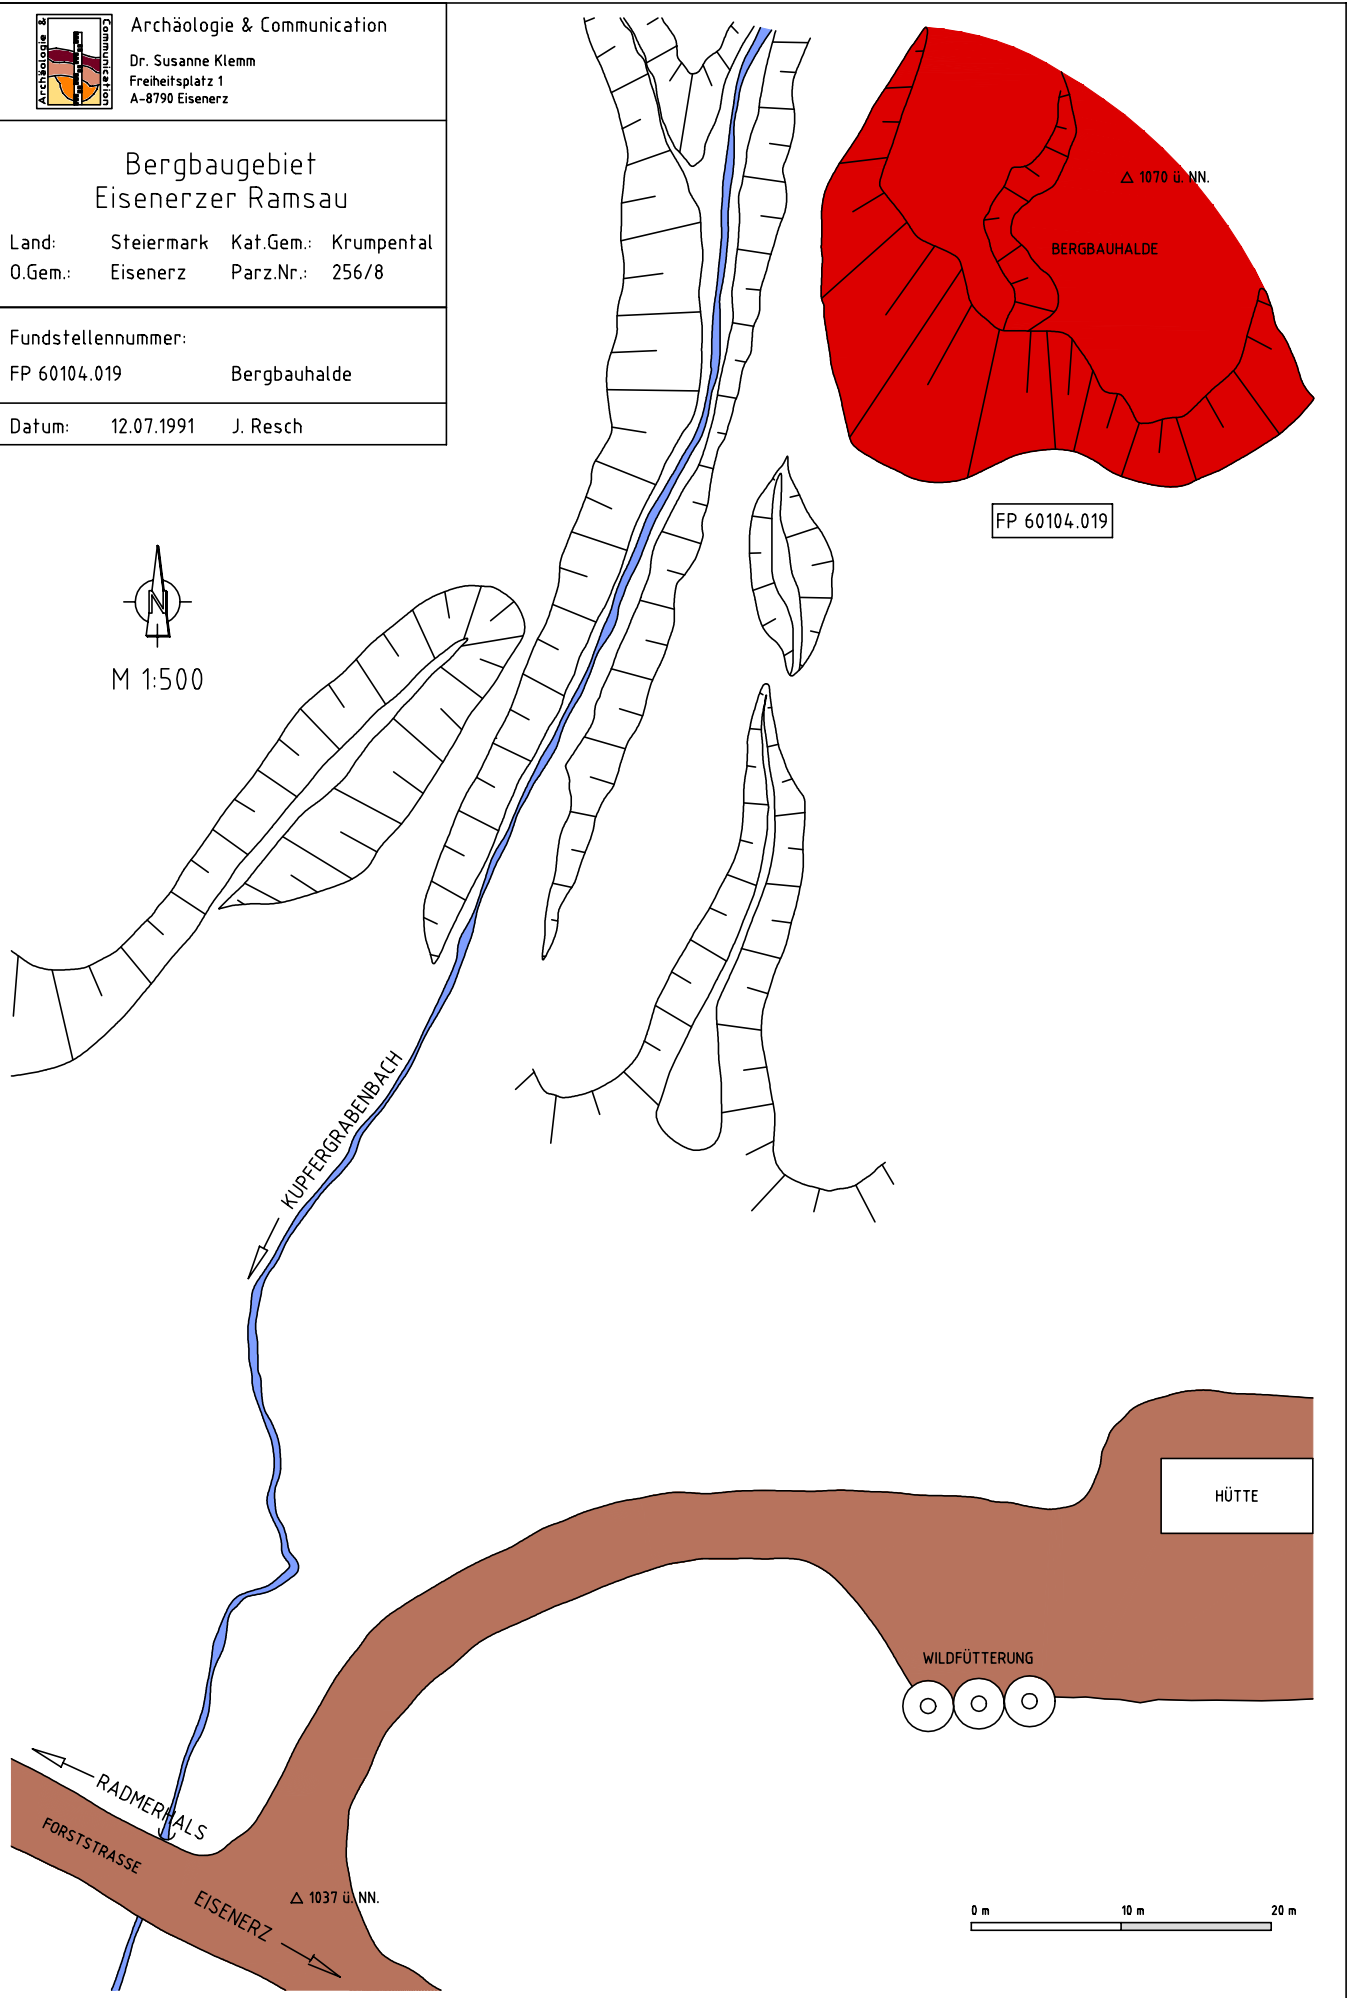 Archäologie &
Communication
Archäologie & Communication
Dr. Susanne Klemm
Freiheitsplatz 1
A-8790 Eisenerz
Bergbaugebiet
Eisenerzer Ramsau
Land: Steiermark Kat.Gem.: Krumpental
O.Gem.: Eisenerz Parz.Nr.: 256/8
Fundstellennummer:
FP 60104.019 Bergbauhalde
Datum: 12.07.1991 J. Resch
1070 ü. NN.
BERGBAUHALDE
FP 60104.019
N
M 1:500
KUPFERGRABENBACH
HÜTTE
WILDFÜTTERUNG
RADMERHALS
FORSTSTRASSE
EISENERZ
1037 ü. NN.
0 m 10 m 20 m